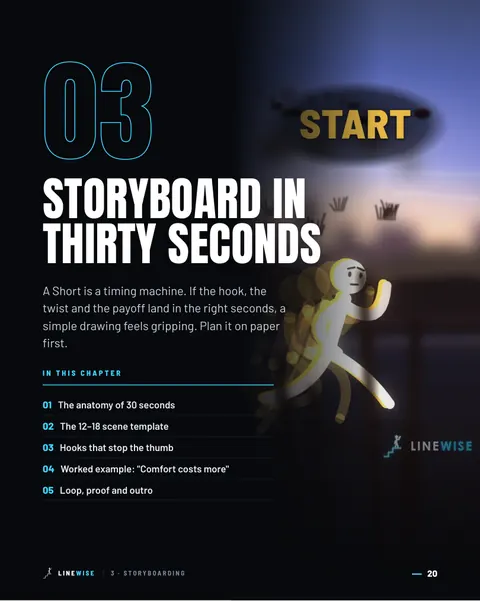 03
START
STORYBOARD IN
THIRTY SECONDS
A Short is a timing machine. If the hook, the
twist and the payoff land in the right seconds, a
simple drawing feels gripping. Plan it on paper
first.
IN THIS CHAPTER
01 The anatomy of 30 seconds
02 The 12–18 scene template
03 Hooks that stop the thumb
04 Worked example: "Comfort costs more"
05 Loop, proof and outro
LINEWISE
LINEWISE | 3 · STORYBOARDING
20